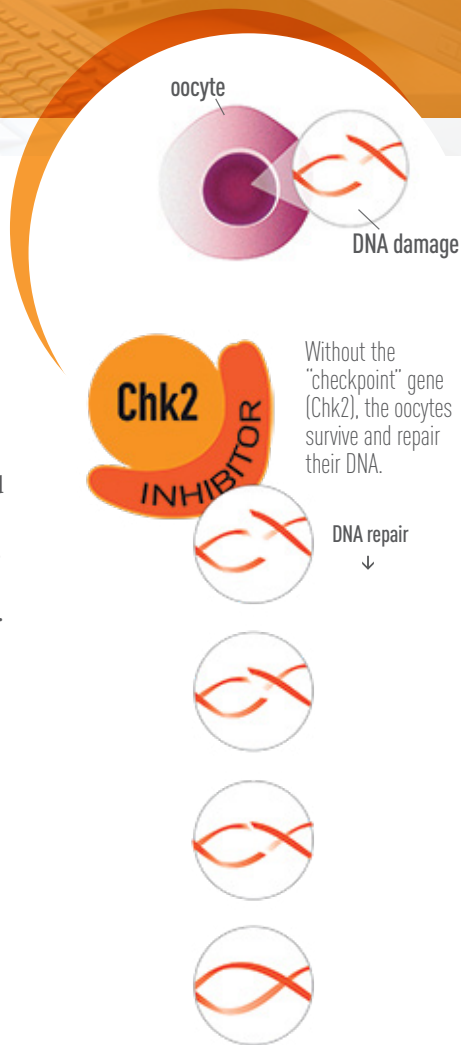 oocyte
DNA damage
Chk2
INHIBITOR
Without the
"checkpoint" gene
(Chk2), the oocytes
survive and repair
their DNA.
DNA repair
↓